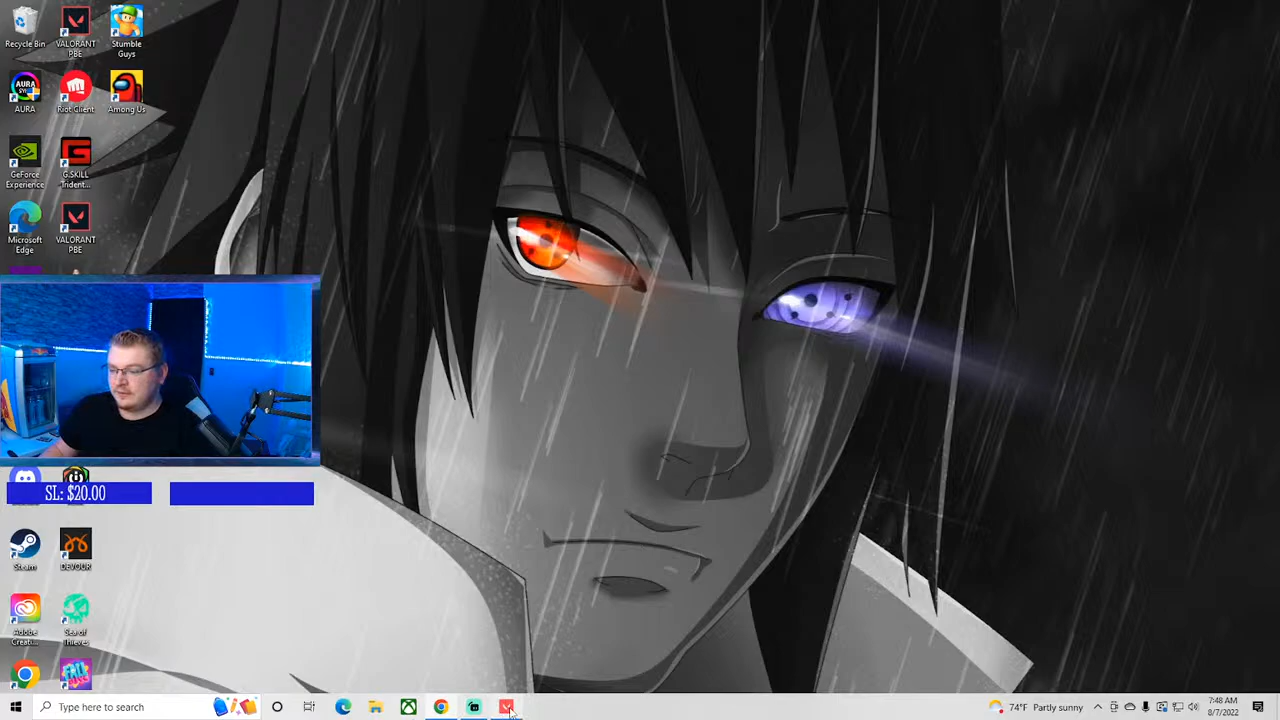 Recycle Bin
VALORANT
PBE
Stumble
Guys
AURA
AURA
Riot Client
Among Us
GeForce
Experience
G.SKILL
Trident...
Microsoft
Edge
VALORANT
PBE
SL: $20.00
Steam
DEVOUR
Adobe
Creati...
Sea of
Thieves
Type here to search
74°F Partly sunny
7:48 AM
8/7/2022